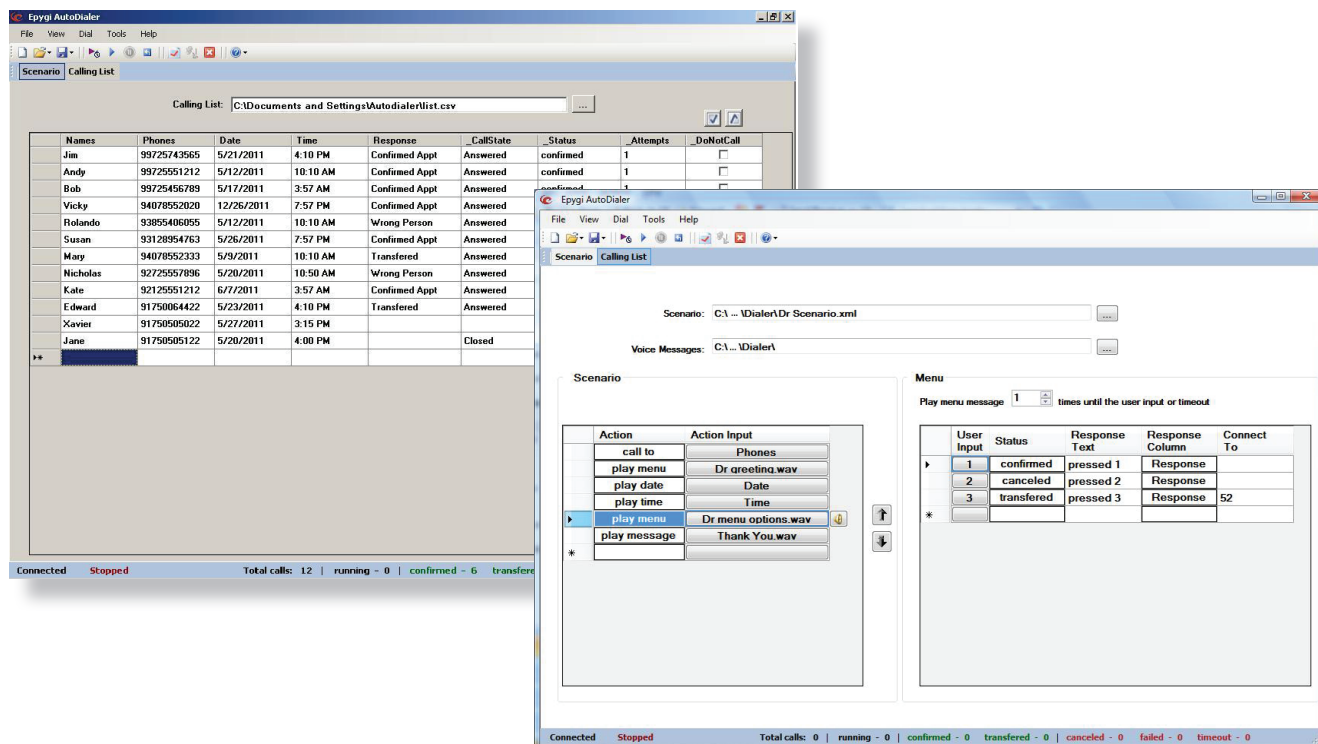 Epygi AutoDialer
File View Dial Tools Help
Scenario Calling List
Calling List: C:\Documents and Settings\Autodialer\list.csv ...
Names Phones Date Time Response _CallState _Status _Attempts _DoNotCall
Jim 99725743565 5/21/2011 4:10 PM Confirmed Appt Answered confirmed 1
Andy 99725551212 5/12/2011 10:10 AM Confirmed Appt Answered confirmed 1
Bob 99725456789 5/17/2011 3:57 AM Confirmed Appt Answered confirmed 1
Vicky 94078552020 12/26/2011 7:57 PM Confirmed Appt Answered
Rolando 93855406055 5/12/2011 10:10 AM Wrong Person Answered
Susan 93128954763 5/26/2011 7:57 PM Confirmed Appt Answered
Mary 94078552333 5/9/2011 10:10 AM Transfered Answered
Nicholas 92725557896 5/20/2011 10:50 AM Wrong Person Answered
Kate 92125551212 6/7/2011 3:57 AM Confirmed Appt Answered
Edward 91750064422 5/23/2011 4:10 PM Transfered Answered
Xavier 91750505022 5/27/2011 3:15 PM
Jane 91750505122 5/20/2011 4:00 PM Closed
Connected Stopped Total calls: 12 | running - 0 | confirmed - 6 transfere
Epygi AutoDialer
File View Dial Tools Help
Scenario Calling List
Scenario: C:\ ... \Dialer\Dr Scenario.xml ...
Voice Messages: C:\ ... \Dialer\ ...
Scenario
Action Action Input
call to Phones
play menu Dr greeting.wav
play date Date
play time Time
play menu Dr menu options.wav
play message Thank You.wav
*
Menu
Play menu message 1 times until the user input or timeout
User Input Status Response Text Response Column Connect To
1 confirmed pressed 1 Response
2 canceled pressed 2 Response
3 transfered pressed 3 Response 52
*
Connected Stopped Total calls: 0 | running - 0 | confirmed - 0 transfered - 0 | canceled - 0 failed - 0 timeout - 0